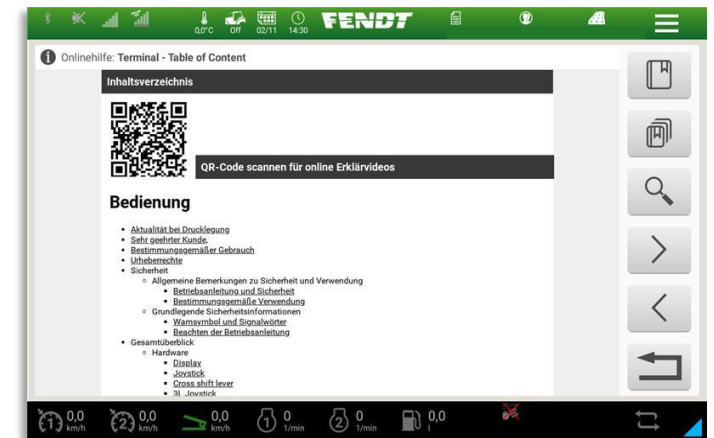 0,0°C
Off
02/11
14:30
FENDT
Onlinehilfe: Terminal - Table of Content
Inhaltsverzeichnis
QR-Code scannen für online Erklärvideos
Bedienung
Aktualität bei Drucklegung
Sehr geehrter Kunde,
Bestimmungsgemäßer Gebrauch
Urheberrechte
Sicherheit
Allgemeine Bemerkungen zu Sicherheit und Verwendung
Betriebsanleitung und Sicherheit
Bestimmungsgemäße Verwendung
Grundlegende Sicherheitsinformationen
Warnsymbol und Signalwörter
Beachten der Betriebsanleitung
Gesamtüberblick
Hardware
Display
Joystick
Cross shift lever
3L Joystick
1 0,0 km/h
2 0,0 km/h
0,0 km/h
1 0 1/min
2 0 1/min
0,0 l